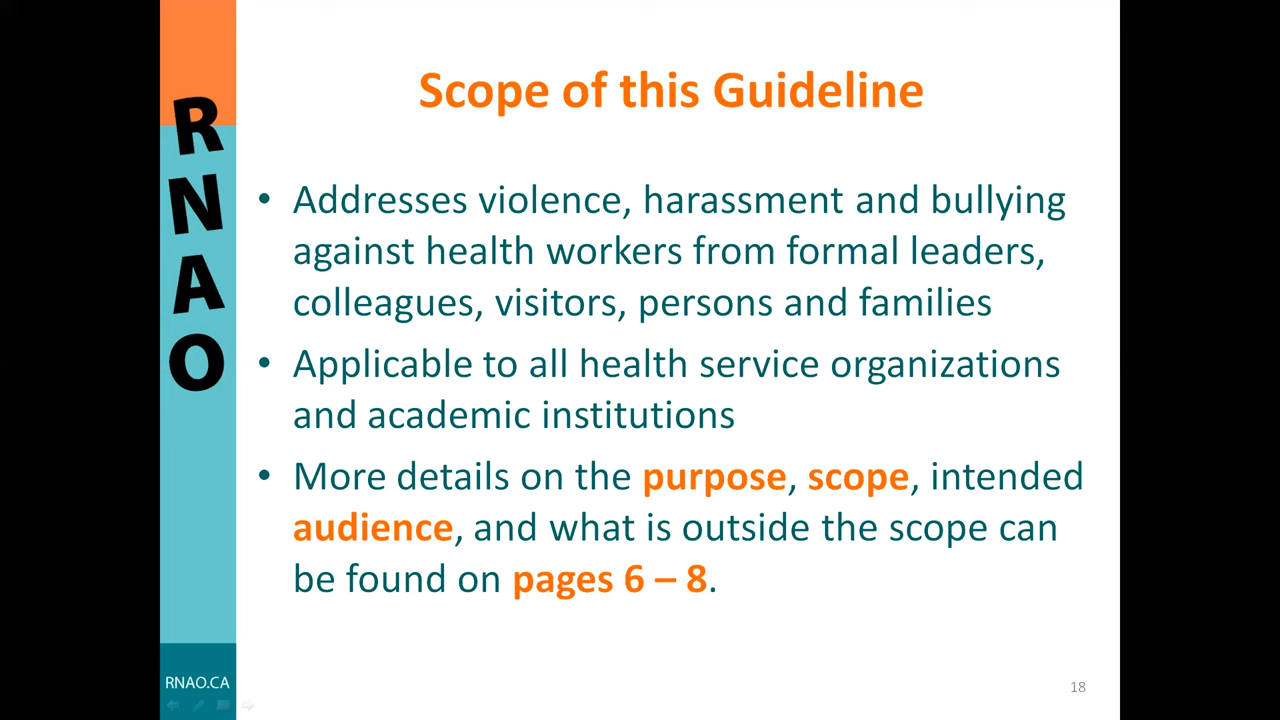 Scope of this Guideline
RNAO
• Addresses violence, harassment and bullying
against health workers from formal leaders,
colleagues, visitors, persons and families
• Applicable to all health service organizations
and academic institutions
• More details on the purpose, scope, intended
audience, and what is outside the scope can
be found on pages 6 – 8.
RNAO.CA
18